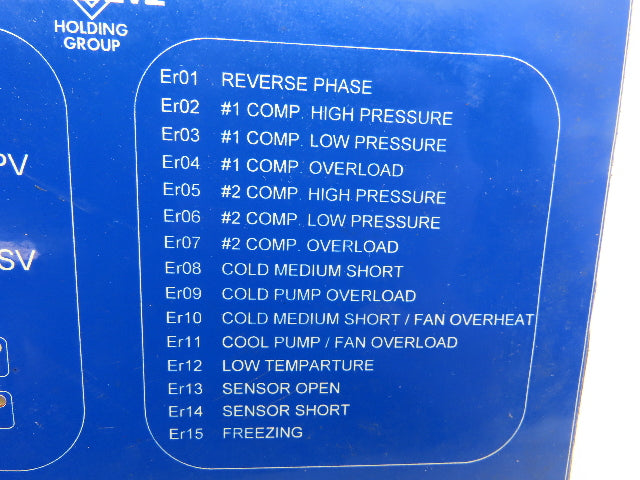 HOLDING
GROUP
Er01 REVERSE PHASE
Er02 #1 COMP. HIGH PRESSURE
Er03 #1 COMP. LOW PRESSURE
Er04 #1 COMP. OVERLOAD
Er05 #2 COMP. HIGH PRESSURE
Er06 #2 COMP. LOW PRESSURE
Er07 #2 COMP. OVERLOAD
Er08 COLD MEDIUM SHORT
Er09 COLD PUMP OVERLOAD
Er10 COLD MEDIUM SHORT / FAN OVERHEAT
Er11 COOL PUMP / FAN OVERLOAD
Er12 LOW TEMPARTURE
Er13 SENSOR OPEN
Er14 SENSOR SHORT
Er15 FREEZING
PV
SV